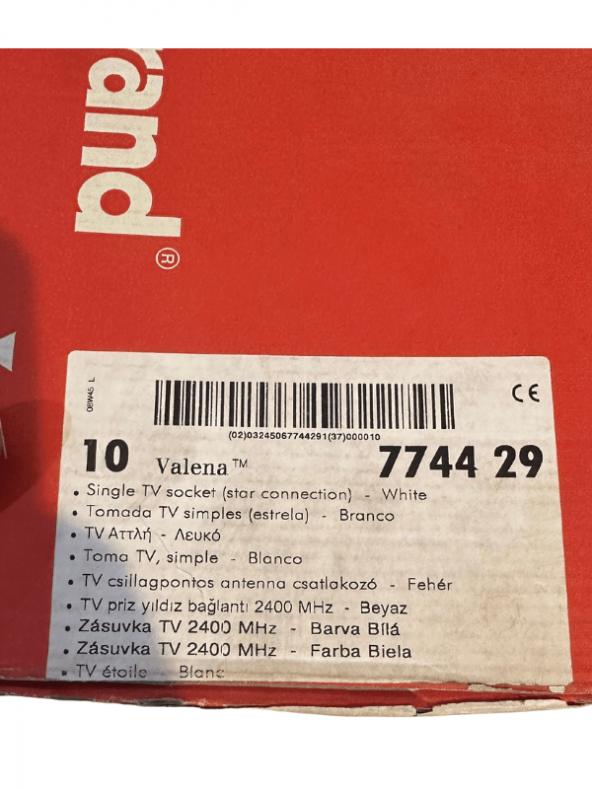 rand®
08W45 L
CE
(02)03245067744291(37)000010
10 Valena™ 7744 29
• Single TV socket (star connection) - White
• Tomada TV simples (estrela) - Branco
• TV Αττλή - Λευκό
• Toma TV, simple - Blanco
• TV csillagpontos antenna csatlakozó - Fehér
• TV priz yıldız bağlantı 2400 MHz - Beyaz
• Zásuvka TV 2400 MHz - Barva Bílá
• Zásuvka TV 2400 MHz - Farba Biela
• TV étoile - Blanc